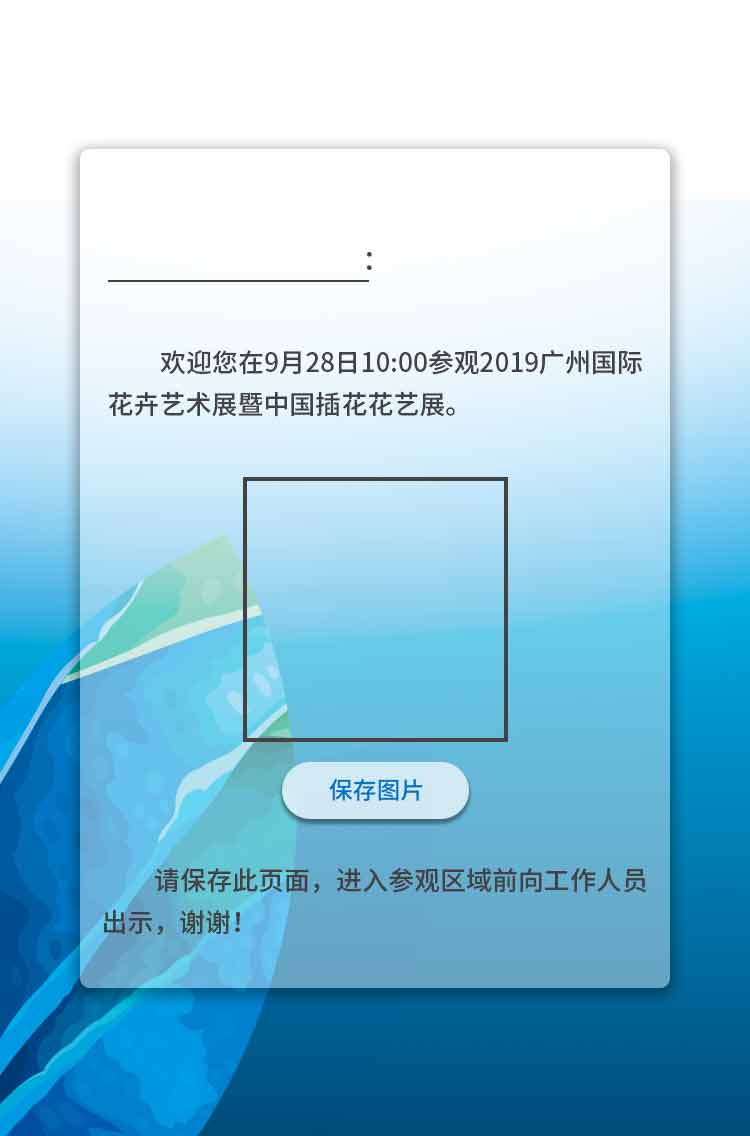 ：
欢迎您在9月28日10:00参观2019广州国际
花卉艺术展暨中国插花花艺展。
保存图片
请保存此页面，进入参观区域前向工作人员
出示，谢谢！